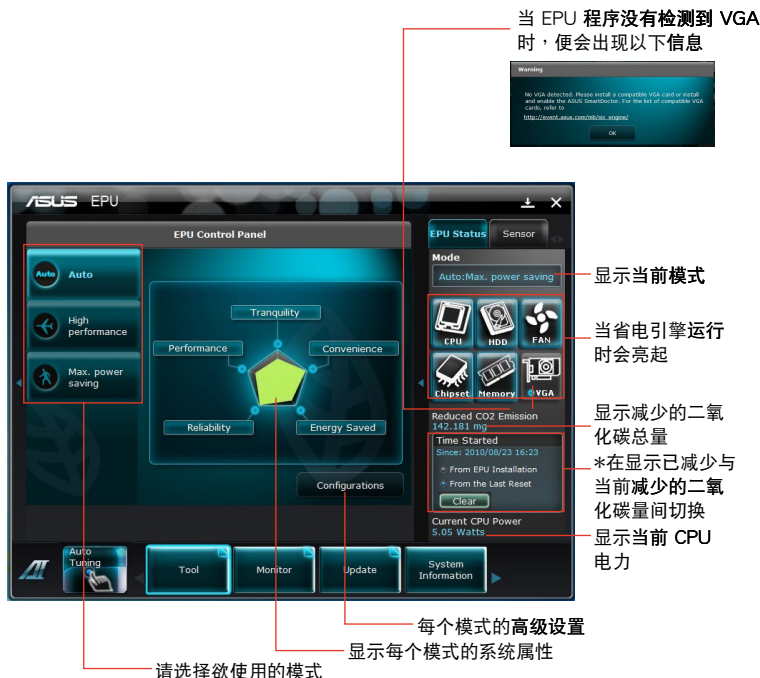 当 EPU 程序没有检测到 VGA
时，便会出现以下信息
Warning
No VGA detected. Please install a compatible VGA card or install
and enable the ASUS SmartDoctor. For the list of compatible VGA
cards, refer to
http://event.asus.com/mb/six_engine/
OK
ASUS EPU
EPU Control Panel
EPU Status
Sensor
Auto
Auto
High
performance
Max. power
saving
Tranquility
Performance
Convenience
Reliability
Energy Saved
Configurations
Mode
Auto:Max. power saving
CPU
HDD
FAN
Chipset
Memory
VGA
Reduced CO2 Emission
142.181 mg
Time Started
Since: 2010/08/23 16:23
From EPU Installation
From the Last Reset
Clear
Current CPU Power
5.05 Watts
显示当前模式
当省电引擎运行
时会亮起
显示减少的二氧
化碳总量
*在显示已减少与
当前减少的二氧
化碳量间切换
显示当前 CPU
电力
AI
Auto
Tuning
Tool
Monitor
Update
System
Information
每个模式的高级设置
显示每个模式的系统属性
请选择欲使用的模式